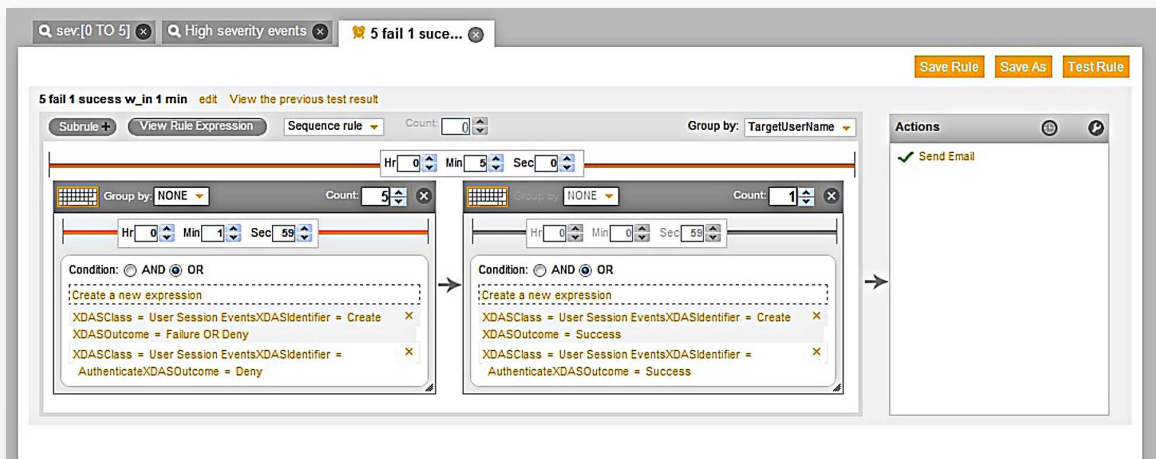 sev:[0 TO 5] High severity events 5 fail 1 suce...
Save Rule Save As Test Rule
5 fail 1 sucess w_in 1 min edit View the previous test result
Subrule + View Rule Expression Sequence rule Count: 0 Group by: TargetUserName
Actions
Send Email
Hr 0 Min 5 Sec 0
Group by: NONE Count: 5
Hr 0 Min 1 Sec 59
Condition: AND OR
Create a new expression
XDASClass = User Session EventsXDASIdentifier = Create
XDASOutcome = Failure OR Deny
XDASClass = User Session EventsXDASIdentifier =
AuthenticateXDASOutcome = Deny
Group by NONE Count: 1
Hr 0 Min 0 Sec 59
Condition: AND OR
Create a new expression
XDASClass = User Session EventsXDASIdentifier = Create
XDASOutcome = Success
XDASClass = User Session EventsXDASIdentifier =
AuthenticateXDASOutcome = Success